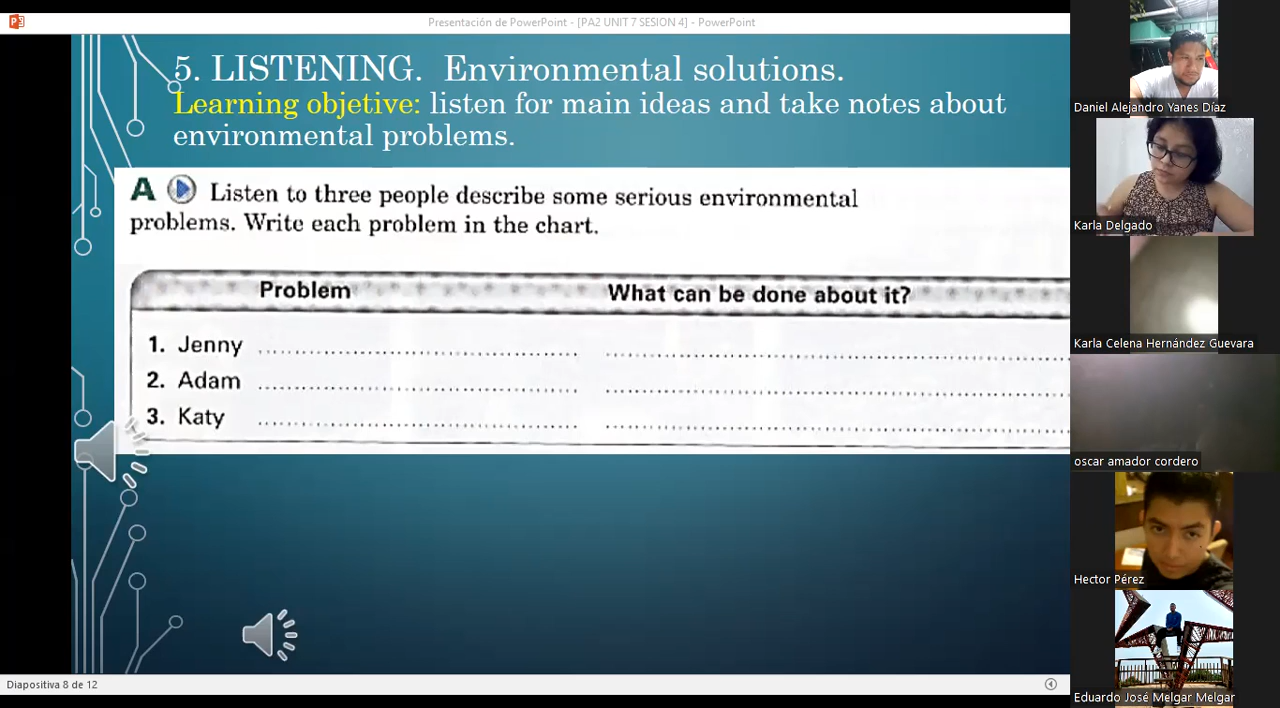 Presentación de PowerPoint - [PA2 UNIT 7 SESION 4] - PowerPoint
5. LISTENING. Environmental solutions.
Learning objetive: listen for main ideas and take notes about
environmental problems.
A Listen to three people describe some serious environmental
problems. Write each problem in the chart.
Problem What can be done about it?
1. Jenny
2. Adam
3. Katy
Diapositiva 8 de 12
Daniel Alejandro Yanes Díaz
Karla Delgado
Karla Celena Hernández Guevara
oscar amador cordero
Hector Pérez
Eduardo José Melgar Melgar